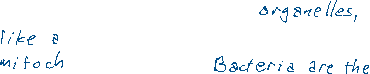 organelles,
like a
mitoch
Bacteria are the